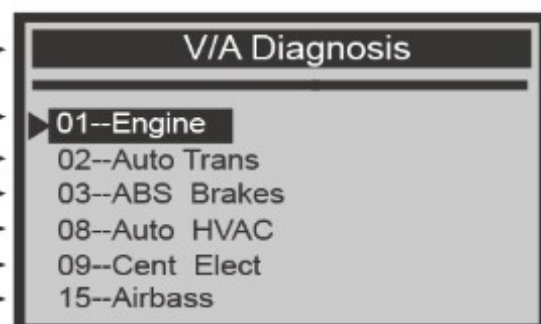 V/A Diagnosis
01--Engine
02--Auto Trans
03--ABS Brakes
08--Auto HVAC
09--Cent Elect
15--Airbass